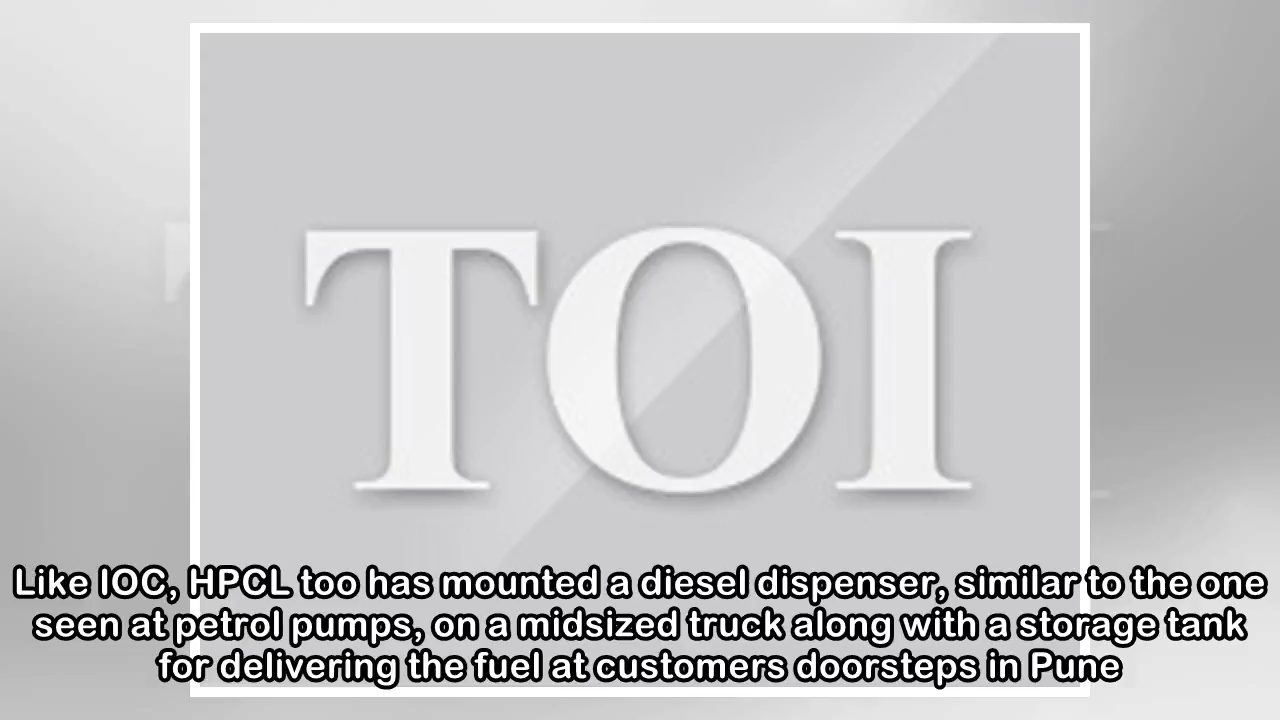 TOI
Like IOC, HPCL too has mounted a diesel dispenser, similar to the one
seen at petrol pumps, on a midsized truck along with a storage tank
for delivering the fuel at customers doorsteps in Pune